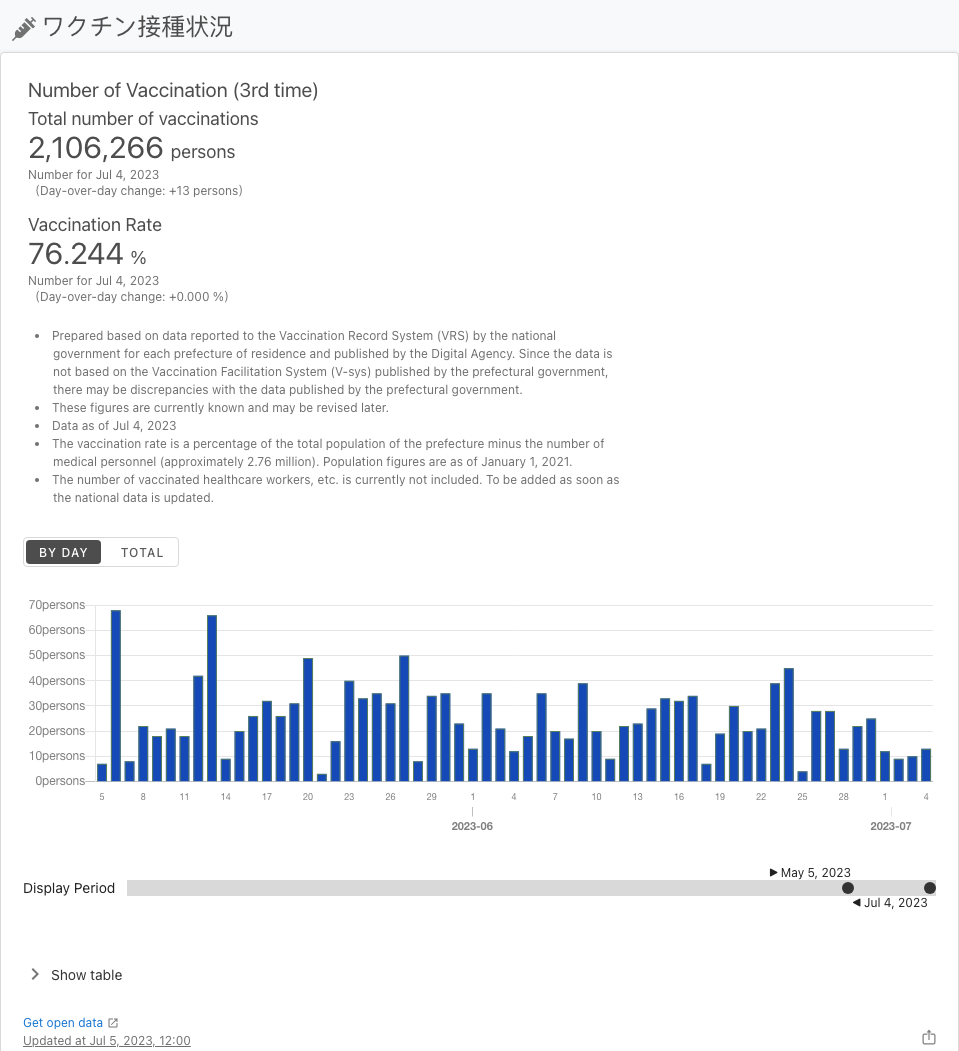 ワクチン接種状況
Number of Vaccination (3rd time)
Total number of vaccinations
2,106,266 persons
Number for Jul 4, 2023
(Day-over-day change: +13 persons)
Vaccination Rate
76.244 %
Number for Jul 4, 2023
(Day-over-day change: +0.000 %)
• Prepared based on data reported to the Vaccination Record System (VRS) by the national
government for each prefecture of residence and published by the Digital Agency. Since the data is
not based on the Vaccination Facilitation System (V-sys) published by the prefectural government,
there may be discrepancies with the data published by the prefectural government.
• These figures are currently known and may be revised later.
• Data as of Jul 4, 2023
• The vaccination rate is a percentage of the total population of the prefecture minus the number of
medical personnel (approximately 2.76 million). Population figures are as of January 1, 2021.
• The number of vaccinated healthcare workers, etc. is currently not included. To be added as soon as
the national data is updated.
BY DAY TOTAL
70persons
60persons
50persons
40persons
30persons
20persons
10persons
0persons
5 8 11 14 17 20 23 26 29 1 4 7 10 13 16 19 22 25 28 1 4
2023-06 2023-07
▶ May 5, 2023
Display Period
◀ Jul 4, 2023
Show table
Get open data
Updated at Jul 5, 2023, 12:00